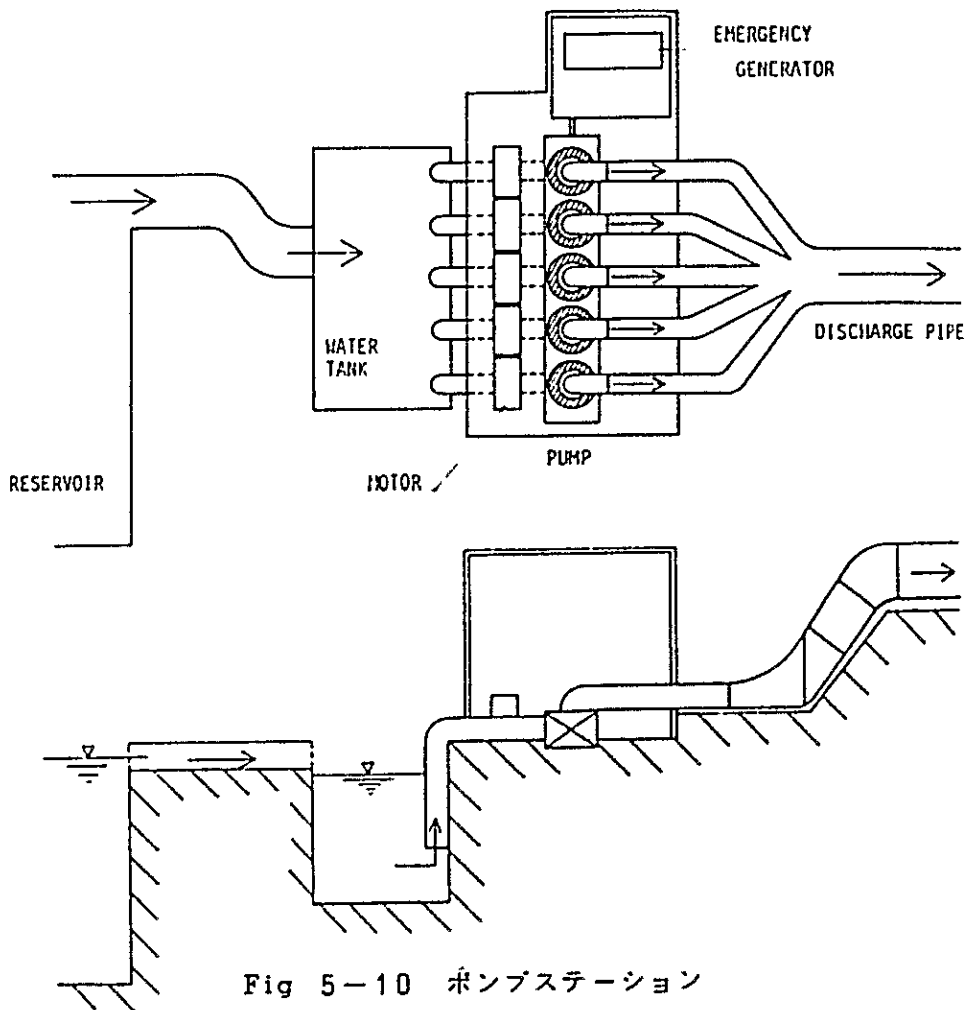 EMERGENCY
GENERATOR
WATER
TANK
DISCHARGE PIPE
PUMP
RESERVOIR
MOTOR
Fig 5-10 ポンプステーション